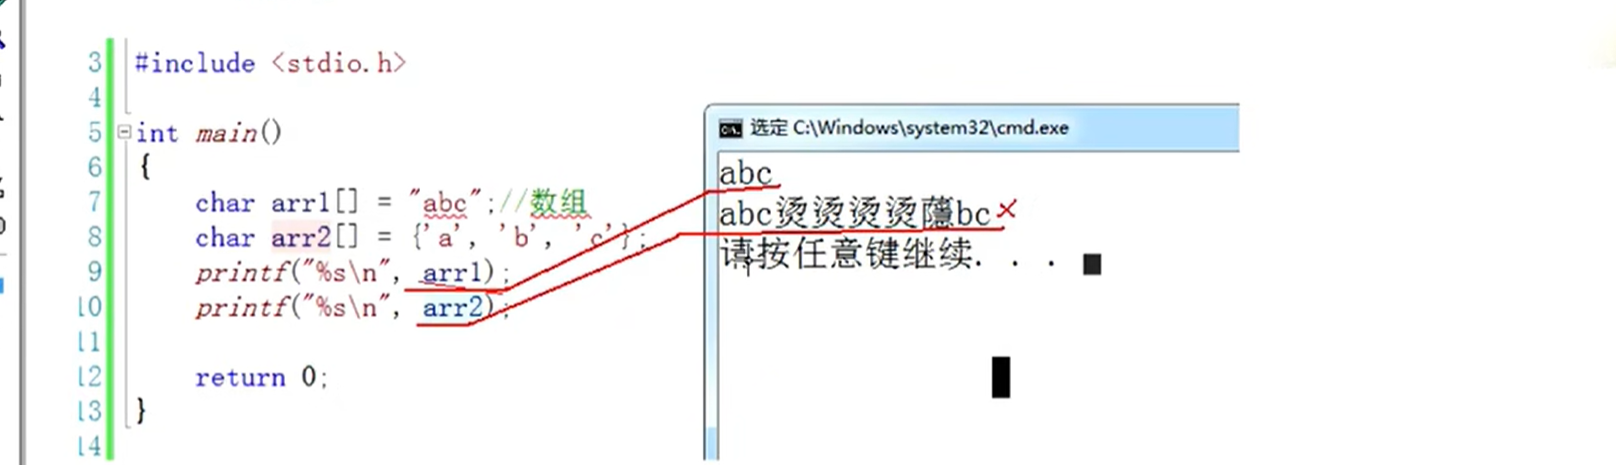 3 #include <stdio.h>
4
5 int main()
6 {
7 char arr1[] = "abc";//数组
8 char arr2[] = {'a', 'b', 'c'};
9 printf("%s\n", arr1);
10 printf("%s\n", arr2);
11
12 return 0;
13 }
14
选定 C:\Windows\system32\cmd.exe
abc
abc烫烫烫烫蘟bc
请按任意键继续. . .